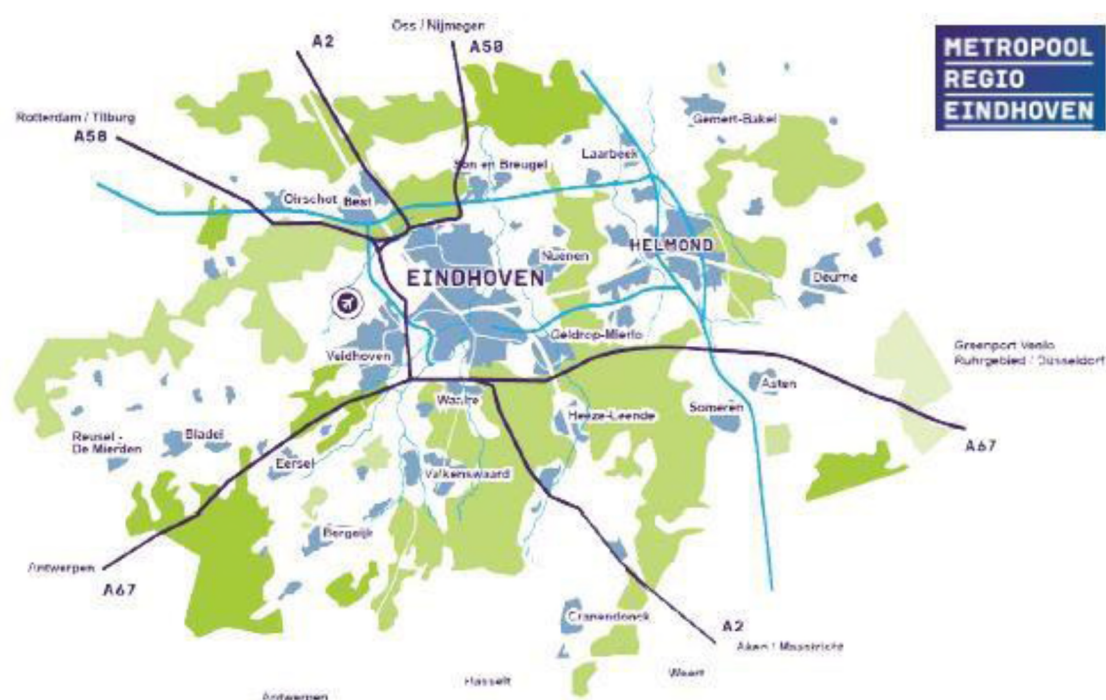 Oss / Nijmegen
A2
A50
METROPOOL
REGIO
EINDHOVEN
Rotterdam / Tilburg
A58
Gemert-Bakel
Laarbeek
Son en Breugel
Oirschot
Best
HELMOND
Nuenen
EINDHOVEN
Deurne
Geldrop-Mierlo
Veldhoven
Greenport Venlo
Ruhrgebied / Düsseldorf
Asten
Waalre
Someren
Heeze-Leende
Reusel -
De Mierden
Bladel
A67
Eersel
Valkenswaard
Bergeijk
Antwerpen
A67
Cranendonck
A2
Aken / Maastricht
Weert
Hasselt
Antwerpen